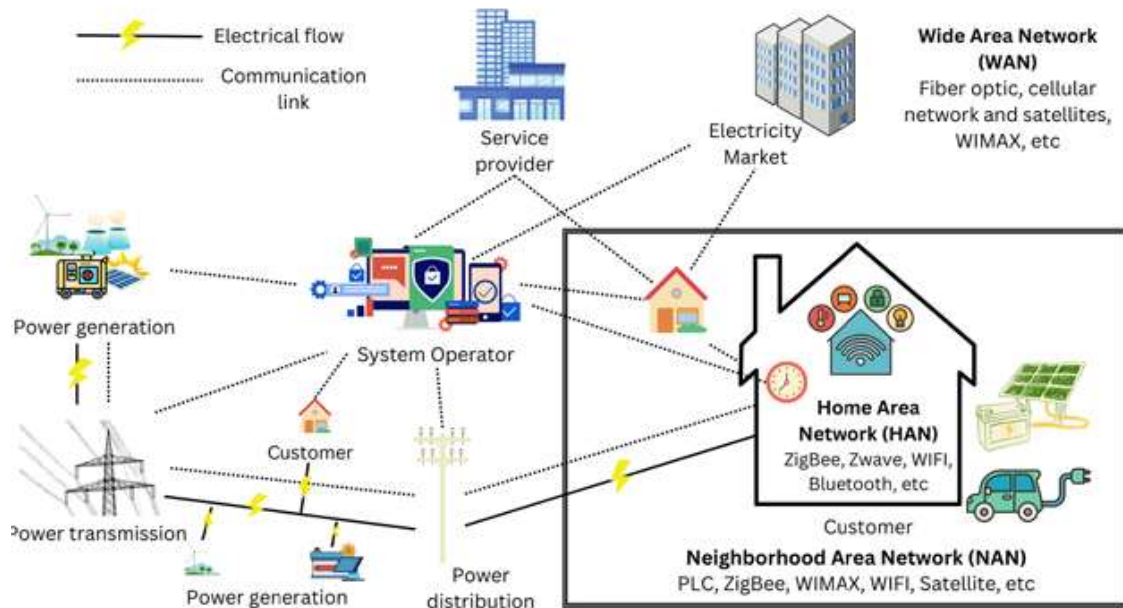 Electrical flow
Communication
link
Service
provider
Electricity
Market
Wide Area Network
(WAN)
Fiber optic, cellular
network and satellites,
WIMAX, etc
Power generation
System Operator
Customer
Power transmission
Power generation
Power
distribution
Home Area
Network (HAN)
ZigBee, Zwave, WIFI,
Bluetooth, etc
Customer
Neighborhood Area Network (NAN)
PLC, ZigBee, WIMAX, WIFI, Satellite, etc